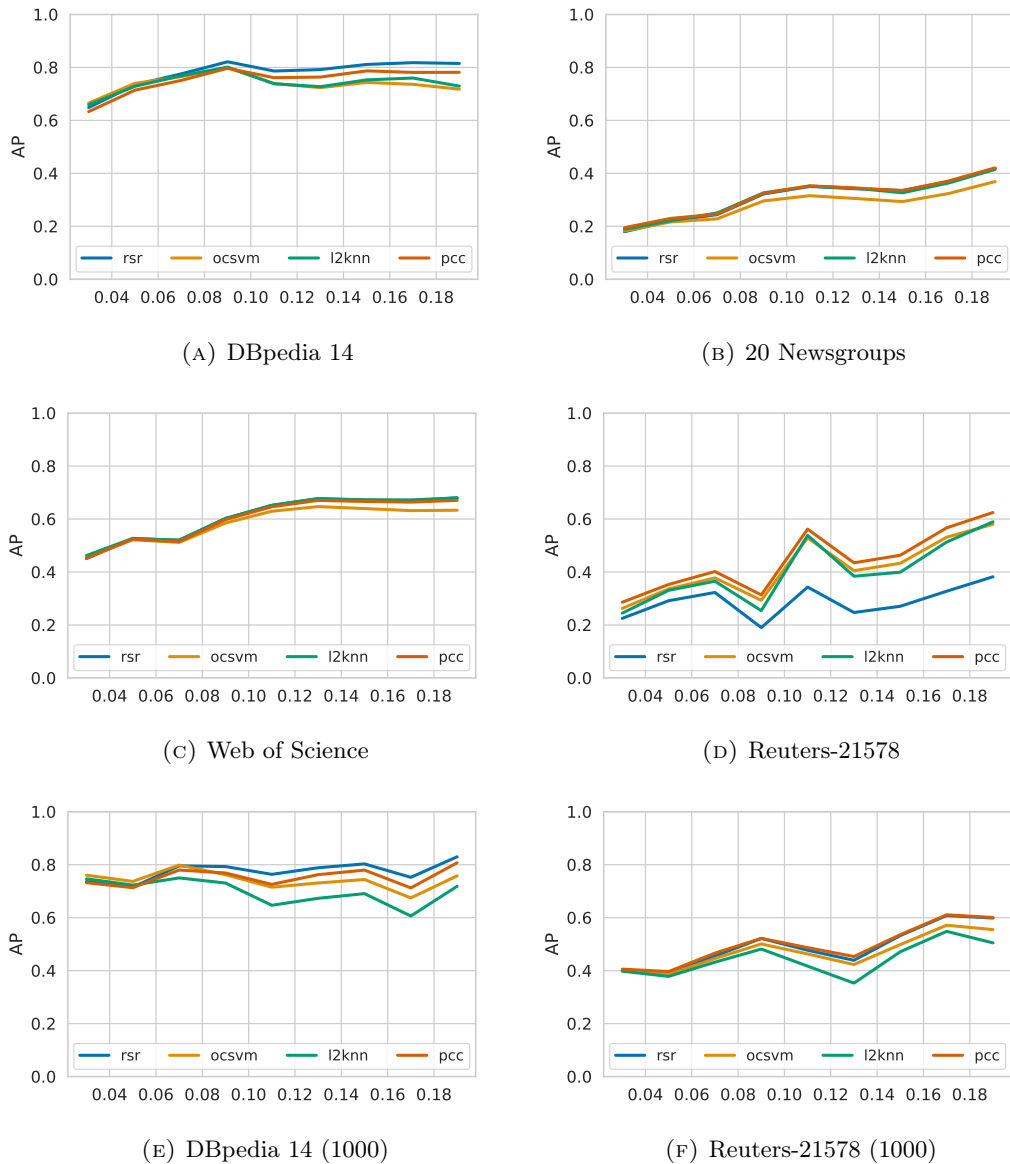 1.0
0.8
0.6
0.4
0.2
0.0
AP
rsr ocsvm l2knn pcc
0.04 0.06 0.08 0.10 0.12 0.14 0.16 0.18
(A) DBpedia 14
1.0
0.8
0.6
0.4
0.2
0.0
AP
rsr ocsvm l2knn pcc
0.04 0.06 0.08 0.10 0.12 0.14 0.16 0.18
(B) 20 Newsgroups
1.0
0.8
0.6
0.4
0.2
0.0
AP
rsr ocsvm l2knn pcc
0.04 0.06 0.08 0.10 0.12 0.14 0.16 0.18
(C) Web of Science
1.0
0.8
0.6
0.4
0.2
0.0
AP
rsr ocsvm l2knn pcc
0.04 0.06 0.08 0.10 0.12 0.14 0.16 0.18
(D) Reuters-21578
1.0
0.8
0.6
0.4
0.2
0.0
AP
rsr ocsvm l2knn pcc
0.04 0.06 0.08 0.10 0.12 0.14 0.16 0.18
(E) DBpedia 14 (1000)
1.0
0.8
0.6
0.4
0.2
0.0
AP
rsr ocsvm l2knn pcc
0.04 0.06 0.08 0.10 0.12 0.14 0.16 0.18
(F) Reuters-21578 (1000)